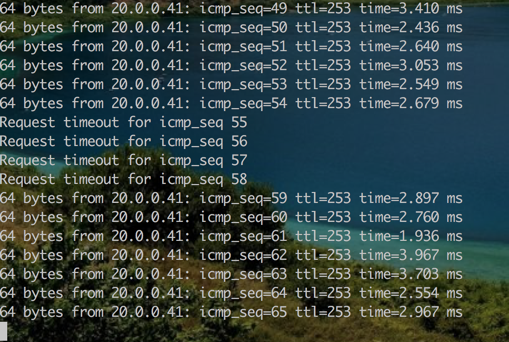 64 bytes from 20.0.0.41: icmp_seq=49 ttl=253 time=3.410 ms
64 bytes from 20.0.0.41: icmp_seq=50 ttl=253 time=2.436 ms
64 bytes from 20.0.0.41: icmp_seq=51 ttl=253 time=2.640 ms
64 bytes from 20.0.0.41: icmp_seq=52 ttl=253 time=3.053 ms
64 bytes from 20.0.0.41: icmp_seq=53 ttl=253 time=2.549 ms
64 bytes from 20.0.0.41: icmp_seq=54 ttl=253 time=2.679 ms
Request timeout for icmp_seq 55
Request timeout for icmp_seq 56
Request timeout for icmp_seq 57
Request timeout for icmp_seq 58
64 bytes from 20.0.0.41: icmp_seq=59 ttl=253 time=2.897 ms
64 bytes from 20.0.0.41: icmp_seq=60 ttl=253 time=2.760 ms
64 bytes from 20.0.0.41: icmp_seq=61 ttl=253 time=1.936 ms
64 bytes from 20.0.0.41: icmp_seq=62 ttl=253 time=3.967 ms
64 bytes from 20.0.0.41: icmp_seq=63 ttl=253 time=3.703 ms
64 bytes from 20.0.0.41: icmp_seq=64 ttl=253 time=2.554 ms
64 bytes from 20.0.0.41: icmp_seq=65 ttl=253 time=2.967 ms